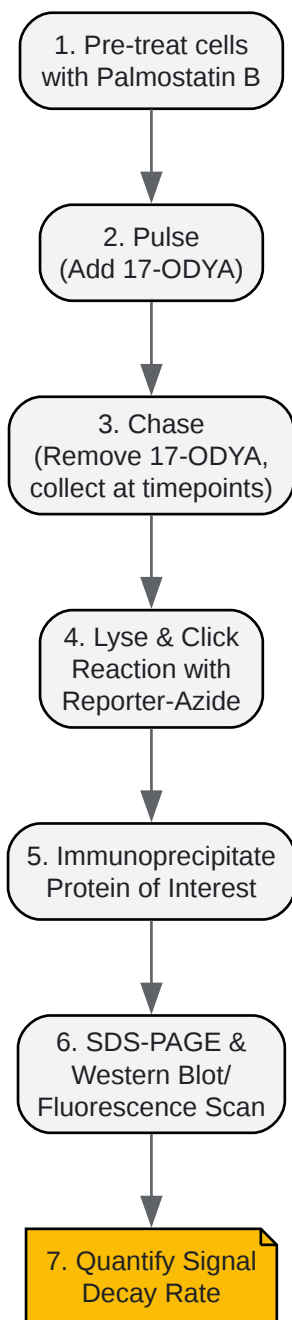 1. Pre-treat cells
with Palmostatin B
2. Pulse
(Add 17-ODYA)
3. Chase
(Remove 17-ODYA,
collect at timepoints)
4. Lyse & Click
Reaction with
Reporter-Azide
5. Immunoprecipitate
Protein of Interest
6. SDS-PAGE &
Western Blot/
Fluorescence Scan
7. Quantify Signal
Decay Rate